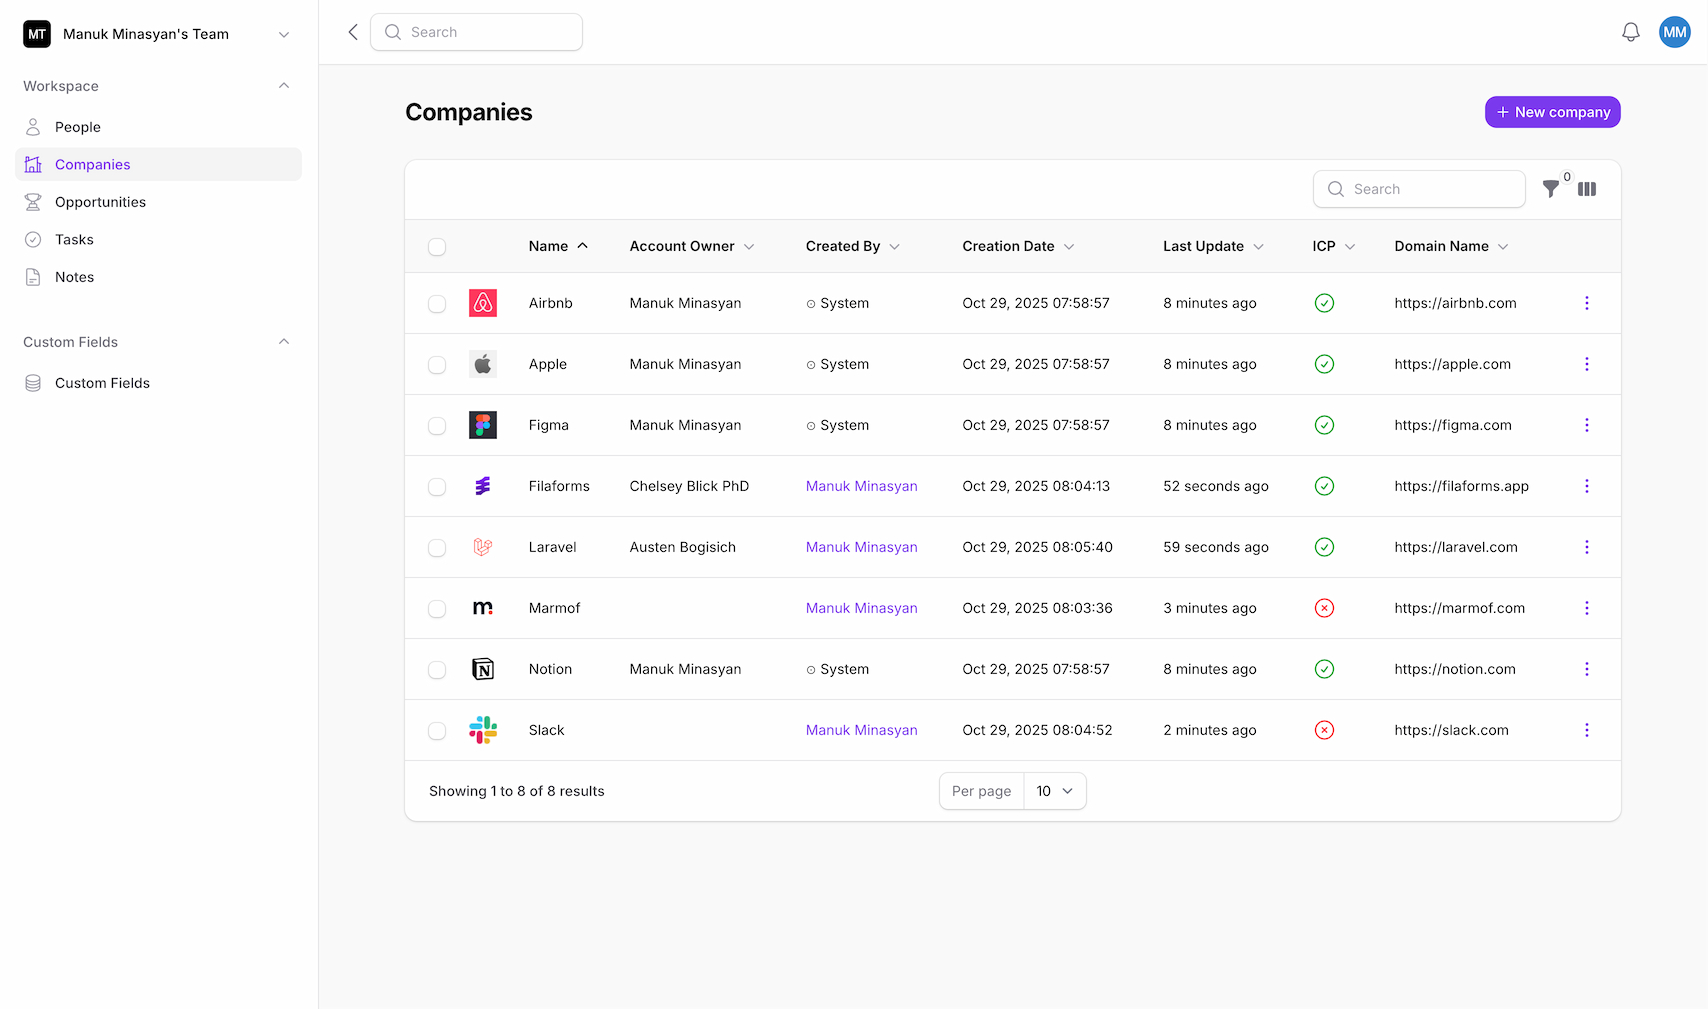 MT Manuk Minasyan's Team
Search
MM
Workspace
People
Companies
Opportunities
Tasks
Notes
Custom Fields
Custom Fields
Companies
+ New company
Search 0
Name Account Owner Created By Creation Date Last Update ICP Domain Name
Airbnb Manuk Minasyan System Oct 29, 2025 07:58:57 8 minutes ago https://airbnb.com
Apple Manuk Minasyan System Oct 29, 2025 07:58:57 8 minutes ago https://apple.com
Figma Manuk Minasyan System Oct 29, 2025 07:58:57 8 minutes ago https://figma.com
Filaforms Chelsey Blick PhD Manuk Minasyan Oct 29, 2025 08:04:13 52 seconds ago https://filaforms.app
Laravel Austen Bogisich Manuk Minasyan Oct 29, 2025 08:05:40 59 seconds ago https://laravel.com
m. Marmof Manuk Minasyan Oct 29, 2025 08:03:36 3 minutes ago https://marmof.com
N Notion Manuk Minasyan System Oct 29, 2025 07:58:57 8 minutes ago https://notion.com
Slack Manuk Minasyan Oct 29, 2025 08:04:52 2 minutes ago https://slack.com
Showing 1 to 8 of 8 results Per page 10